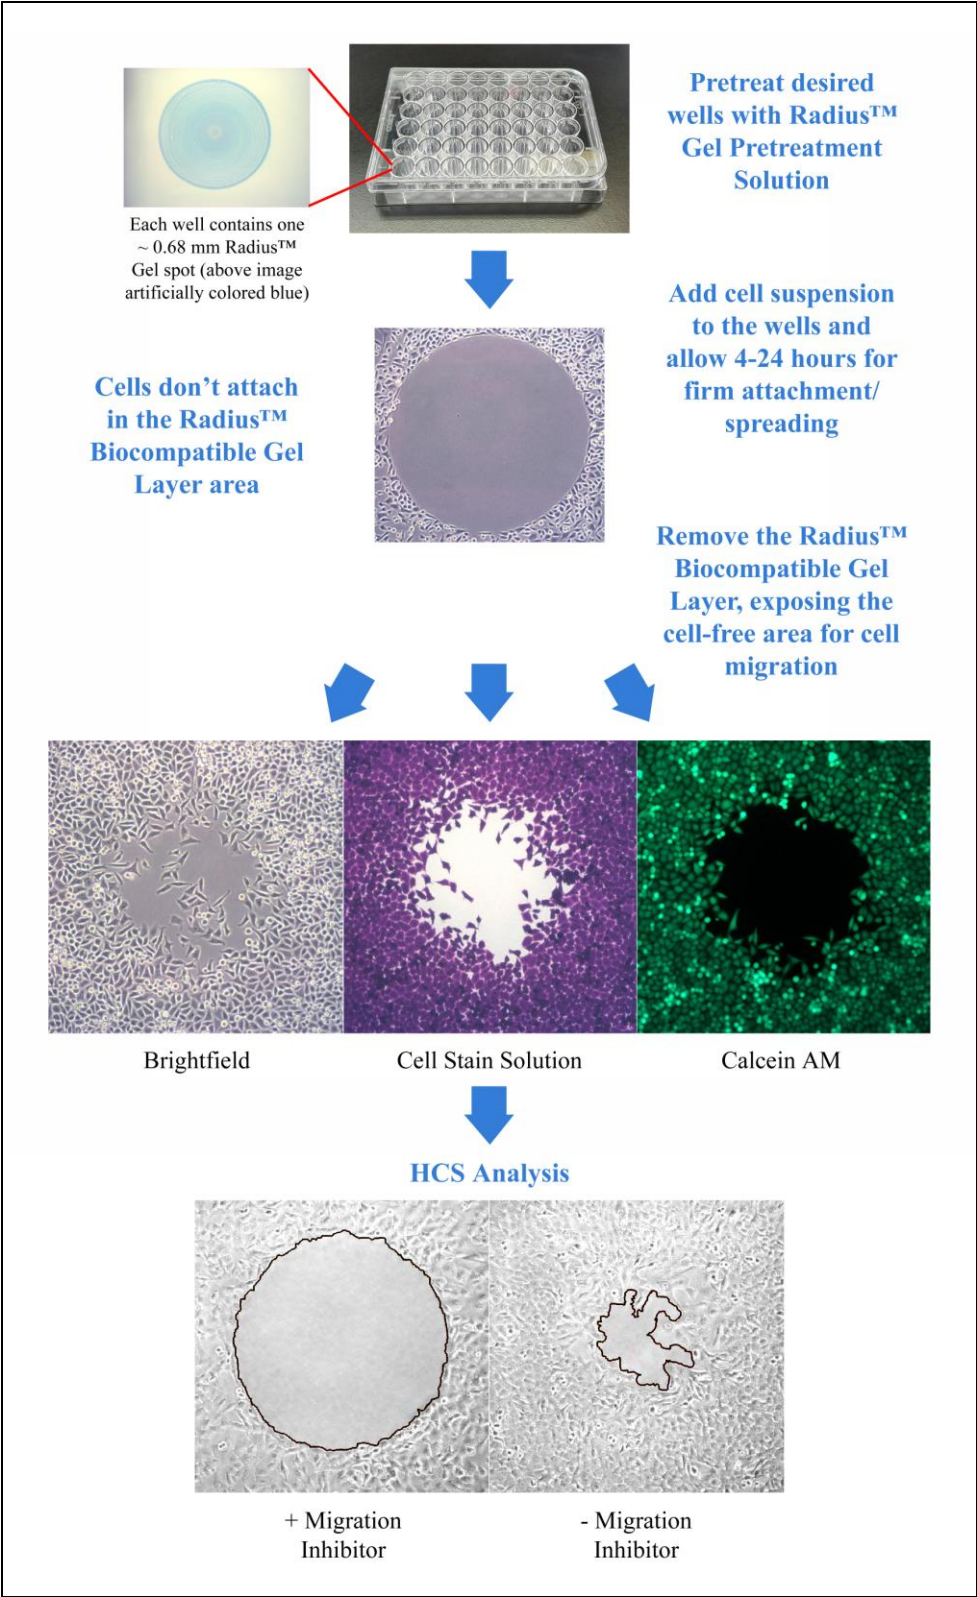 Pretreat desired
wells with Radius™
Gel Pretreatment
Solution
Each well contains one
~ 0.68 mm Radius™
Gel spot (above image
artificially colored blue)
Add cell suspension
to the wells and
allow 4-24 hours for
firm attachment/
spreading
Cells don’t attach
in the Radius™
Biocompatible Gel
Layer area
Remove the Radius™
Biocompatible Gel
Layer, exposing the
cell-free area for cell
migration
Brightfield
Cell Stain Solution
Calcein AM
HCS Analysis
+ Migration
Inhibitor
- Migration
Inhibitor